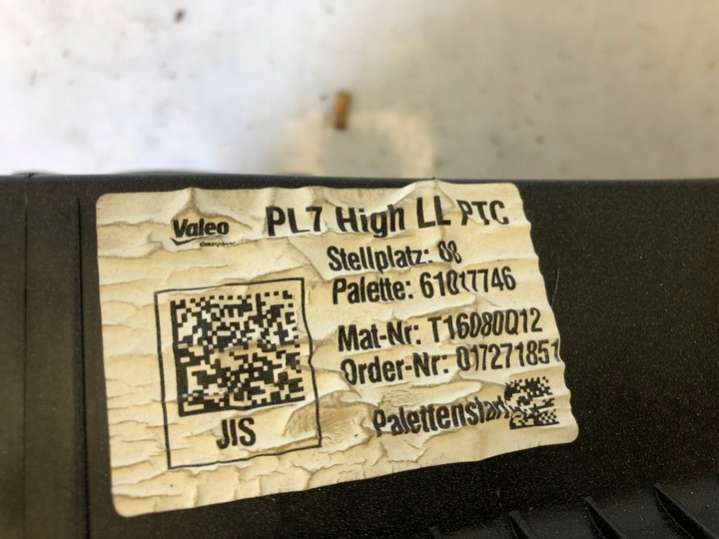 Valeo PL7 High LL PTC
Stellplatz: 08
Palette: 61017746
Mat-Nr: T16080Q12
Order-Nr: 017271851
JIS
Palettenstart